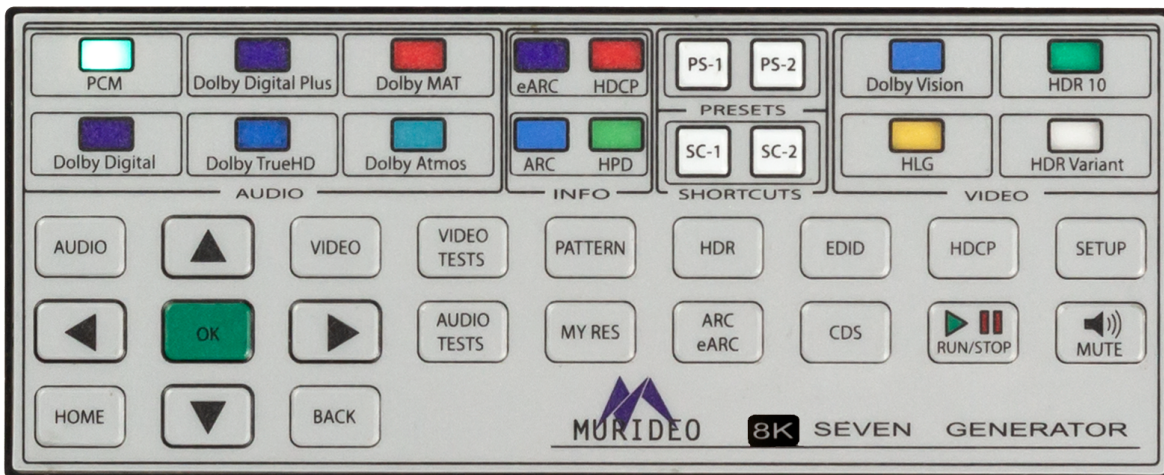 PCM
Dolby Digital Plus
Dolby MAT
eARC
HDCP
PS-1
PS-2
PRESETS
Dolby Vision
HDR 10
Dolby Digital
Dolby TrueHD
Dolby Atmos
AUDIO
ARC
HPD
INFO
SC-1
SC-2
SHORTCUTS
HLG
HDR Variant
VIDEO
AUDIO
VIDEO
VIDEO
TESTS
PATTERN
HDR
EDID
HDCP
SETUP
OK
AUDIO
TESTS
MY RES
ARC
eARC
CDS
RUN/STOP
MUTE
HOME
BACK
MURIDEO
8K SEVEN GENERATOR